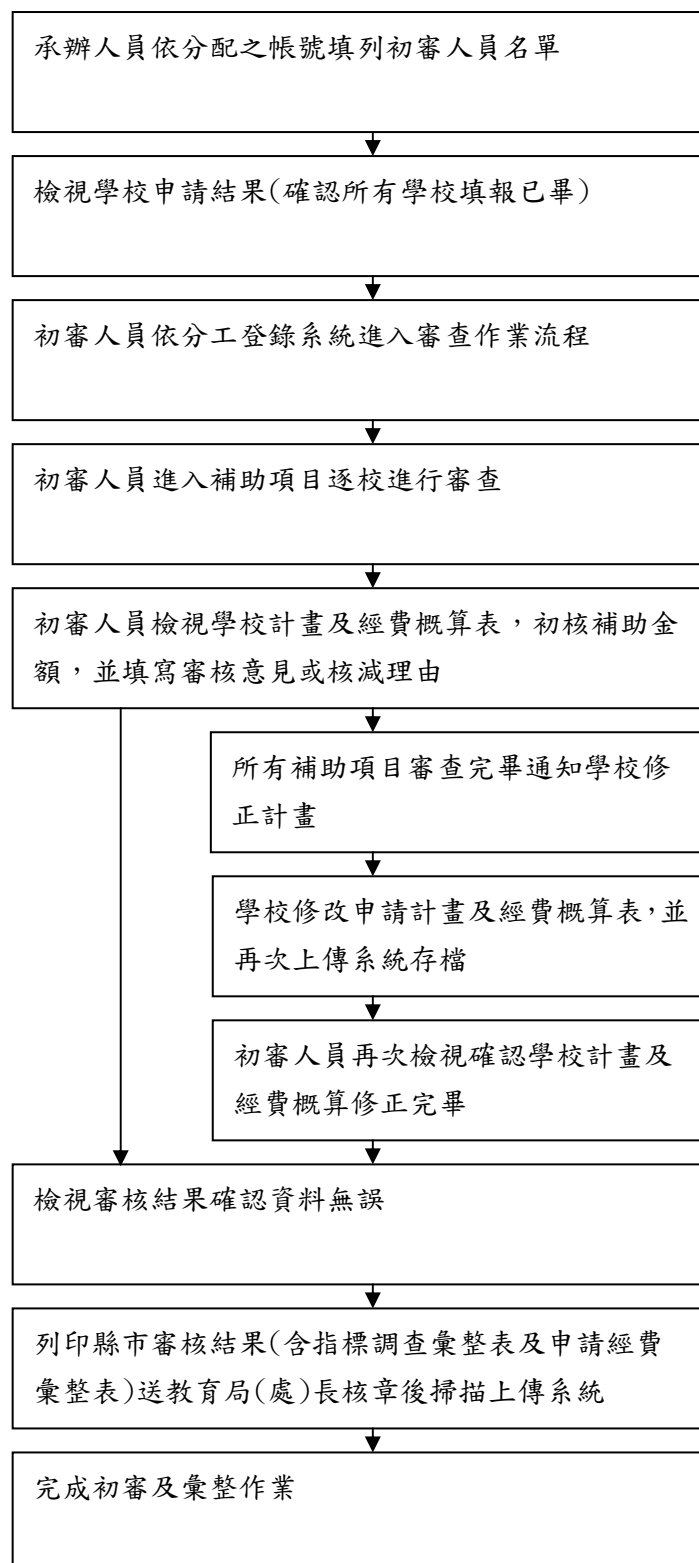 承辦人員依分配之帳號填列初審人員名單
檢視學校申請結果(確認所有學校填報已畢)
初審人員依分工登錄系統進入審查作業流程
初審人員進入補助項目逐校進行審查
初審人員檢視學校計畫及經費概算表，初核補助金
額，並填寫審核意見或核減理由
所有補助項目審查完畢通知學校修
正計畫
學校修改申請計畫及經費概算表，並
再次上傳系統存檔
初審人員再次檢視確認學校計畫及
經費概算修正完畢
檢視審核結果確認資料無誤
列印縣市審核結果(含指標調查彙整表及申請經費
彙整表)送教育局(處)長核章後掃描上傳系統
完成初審及彙整作業